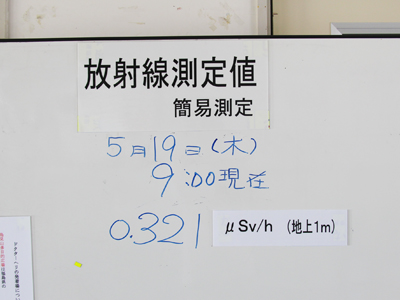 放射線測定値
簡易測定
5月19日(木)
9:00現在
0.321 μSv/h (地上1m)